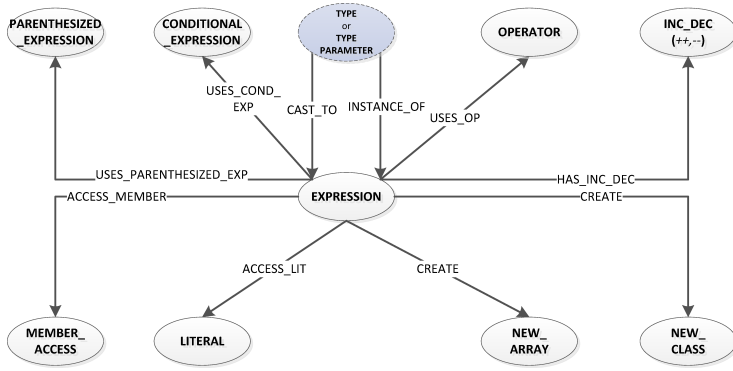 PARENTHESIZED
_EXPRESSION
CONDITIONAL
_EXPRESSION
TYPE
or
TYPE
PARAMETER
OPERATOR
INC_DEC
(++,--)
USES_COND_
EXP
CAST_TO
INSTANCE_OF
USES_OP
USES_PARENTHESIZED_EXP
HAS_INC_DEC
ACCESS_MEMBER
EXPRESSION
CREATE
ACCESS_LIT
CREATE
MEMBER_
ACCESS
LITERAL
NEW_
ARRAY
NEW_
CLASS